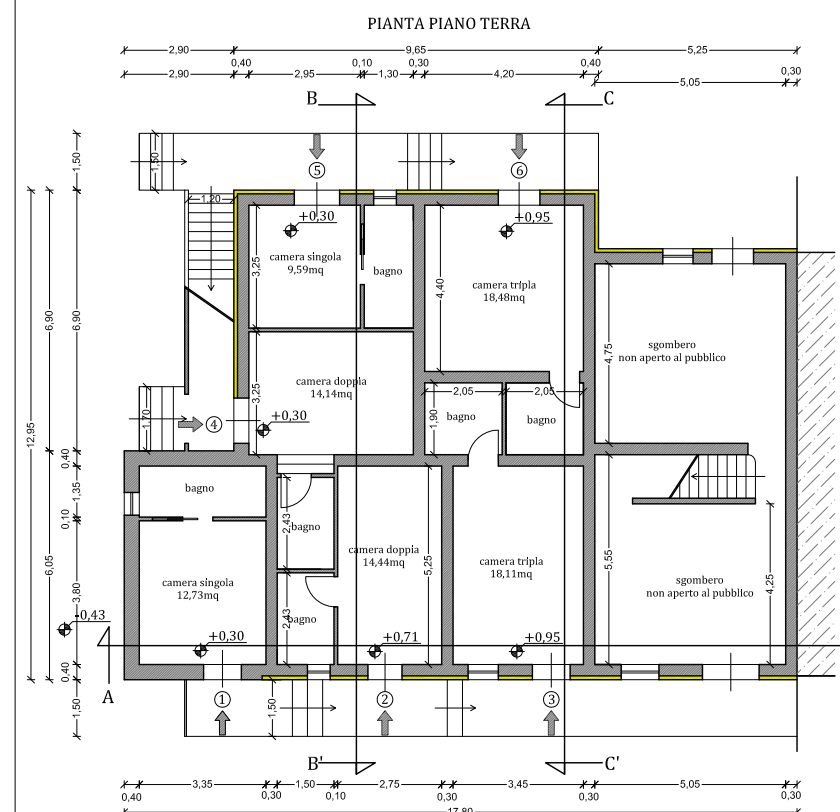 PIANTA PIANO TERRA
2,90
9,65
5,25
0,40
0,10
0,30
0,40
0,30
2,90
2,95
1,30
4,20
5,05
B
C
1,50
1,50
5
6
1,20
+0,30
+0,95
camera singola
9,59mq
bagno
3,25
4,40
camera tripla
18,48mq
6,90
6,90
4,75
sgombero
non aperto al pubblico
camera doppla
14,14mq
3,25
2,05
2,05
1,70
4
+0,30
1,90
bagno
bagno
12,95
0,40
1,35
bagno
0,10
2,43
bagno
camera doppia
14,44mq
5,25
camera tripla
18,11mq
5,55
6,05
3,80
camera singola
12,73mq
sgombero
non aperto al pubblico
4,25
2,43
bagno
-0,43
+0,30
+0,71
+0,95
0,40
A
1,50
1,50
1
2
3
B'
C'
3,35
1,50
2,75
3,45
5,05
0,40
0,30
0,10
0,30
0,30
0,30
17,80